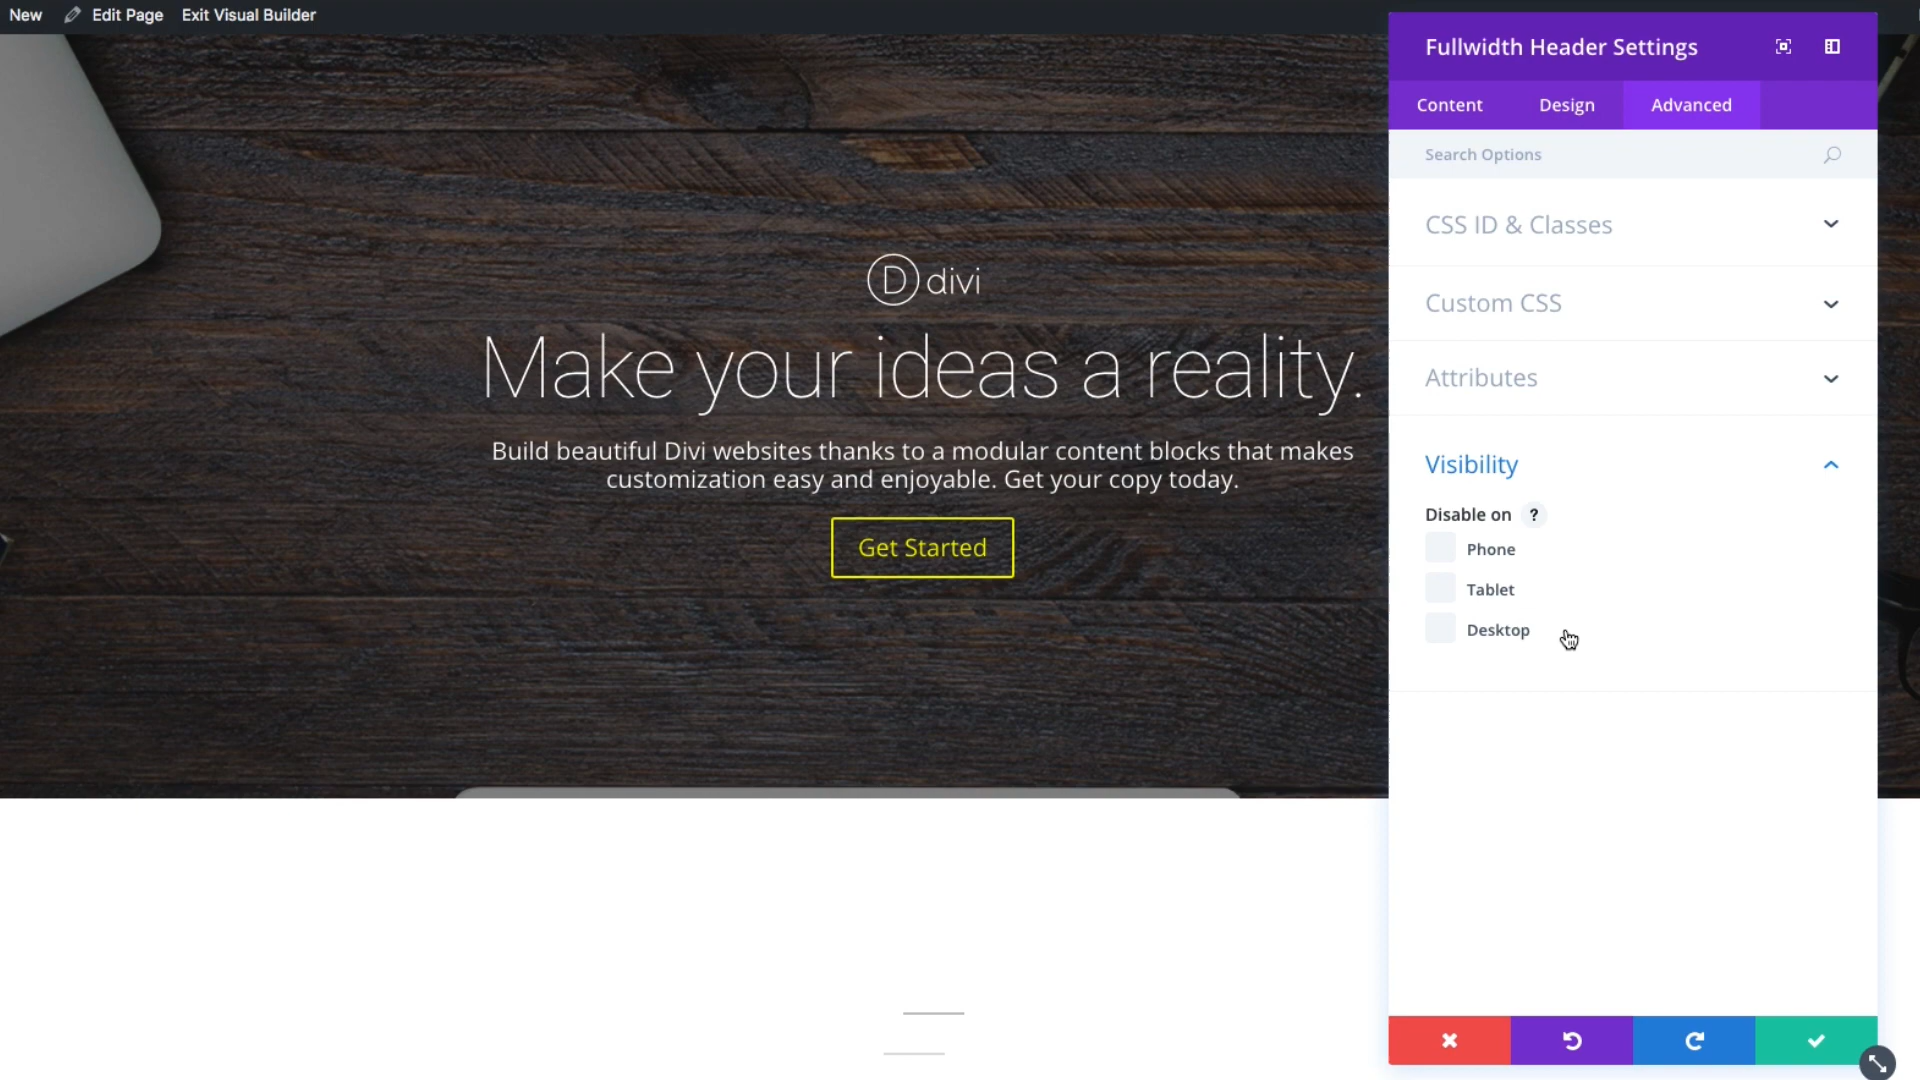 New Edit Page Exit Visual Builder
D divi
Make your ideas a reality.
Build beautiful Divi websites thanks to a modular content blocks that makes
customization easy and enjoyable. Get your copy today.
Get Started
Fullwidth Header Settings
Content Design Advanced
Search Options
CSS ID & Classes
Custom CSS
Attributes
Visibility
Disable on ?
Phone
Tablet
Desktop